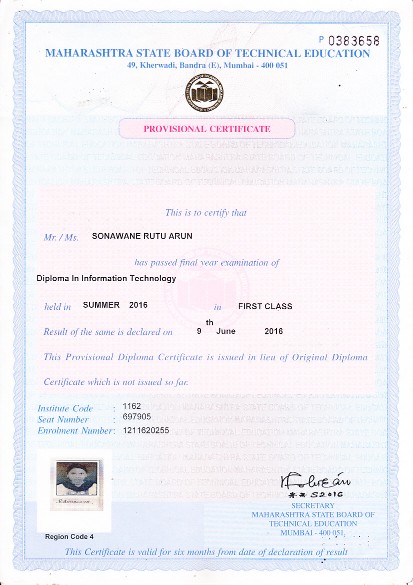 P 0383658
MAHARASHTRA STATE BOARD OF TECHNICAL EDUCATION
49, Kherwadi, Bandra (E), Mumbai - 400 051
PROVISIONAL CERTIFICATE
This is to certify that
Mr. / Ms. SONAWANE RUTU ARUN
has passed final year examination of
Diploma In Information Technology
held in SUMMER 2016 in FIRST CLASS
Result of the same is declared on 9th June 2016
This Provisional Diploma Certificate is issued in lieu of Original Diploma
Certificate which is not issued so far.
Institute Code : 1162
Seat Number : 697905
Enrolment Number: 1211620255
** S2016
SECRETARY
MAHARASHTRA STATE BOARD OF
TECHNICAL EDUCATION
MUMBAI - 400 051.
Region Code 4
This Certificate is valid for six months from date of declaration of result